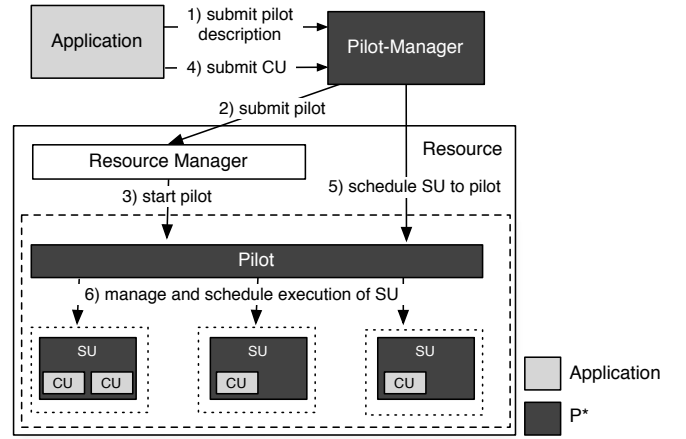 1) submit pilot
description
Application
Pilot-Manager
4) submit CU
2) submit pilot
Resource
Resource Manager
3) start pilot
5) schedule SU to pilot
Pilot
6) manage and schedule execution of SU
SU
SU
SU
CU
CU
CU
CU
Application
P*